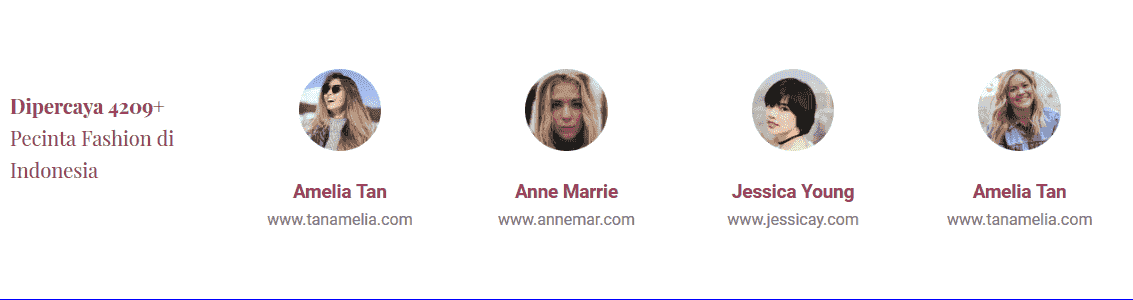 Dipercaya 4209+
Pecinta Fashion di
Indonesia
Amelia Tan
www.tanamelia.com
Anne Marrie
www.annemar.com
Jessica Young
www.jessicay.com
Amelia Tan
www.tanamelia.com